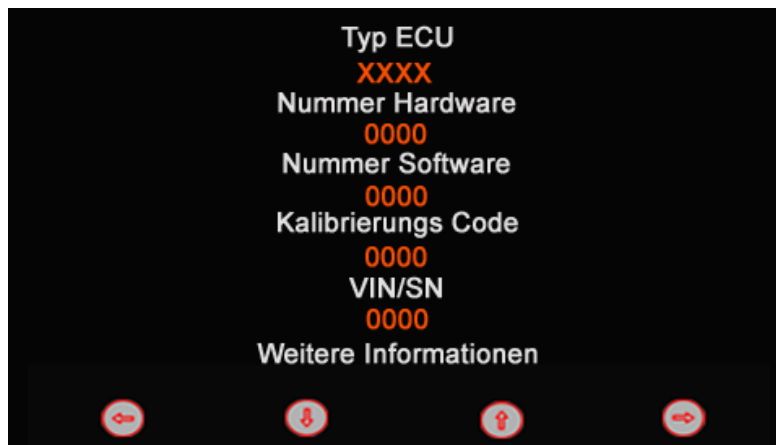 Typ ECU
XXXX
Nummer Hardware
0000
Nummer Software
0000
Kalibrierungs Code
0000
VIN/SN
0000
Weitere Informationen